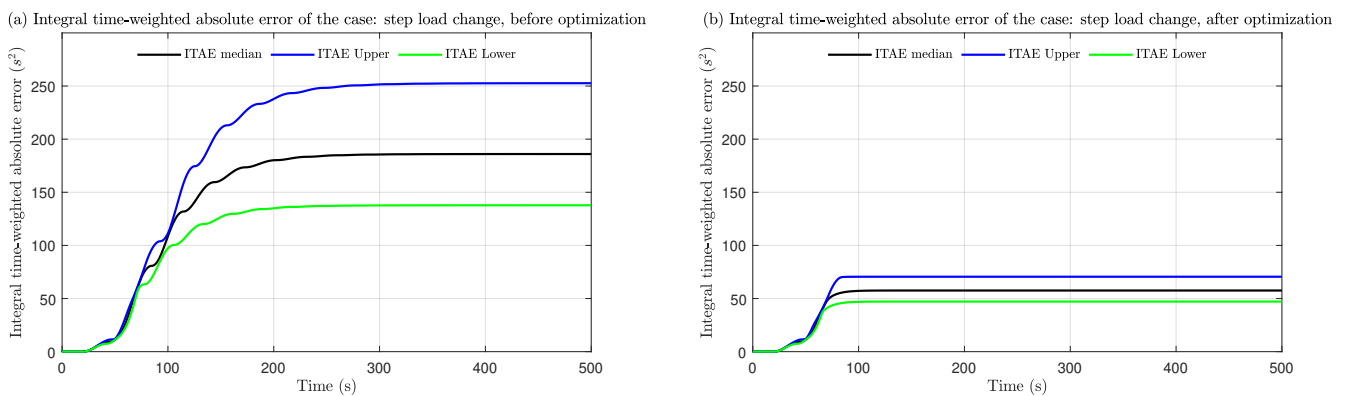 (a) Integral time-weighted absolute error of the case: step load change, before optimization
ITAE median ITAE Upper ITAE Lower
Integral time-weighted absolute error (s²)
250
200
150
100
50
0
0 100 200 300 400 500
Time (s)
(b) Integral time-weighted absolute error of the case: step load change, after optimization
ITAE median ITAE Upper ITAE Lower
Integral time-weighted absolute error (s²)
250
200
150
100
50
0
0 100 200 300 400 500
Time (s)